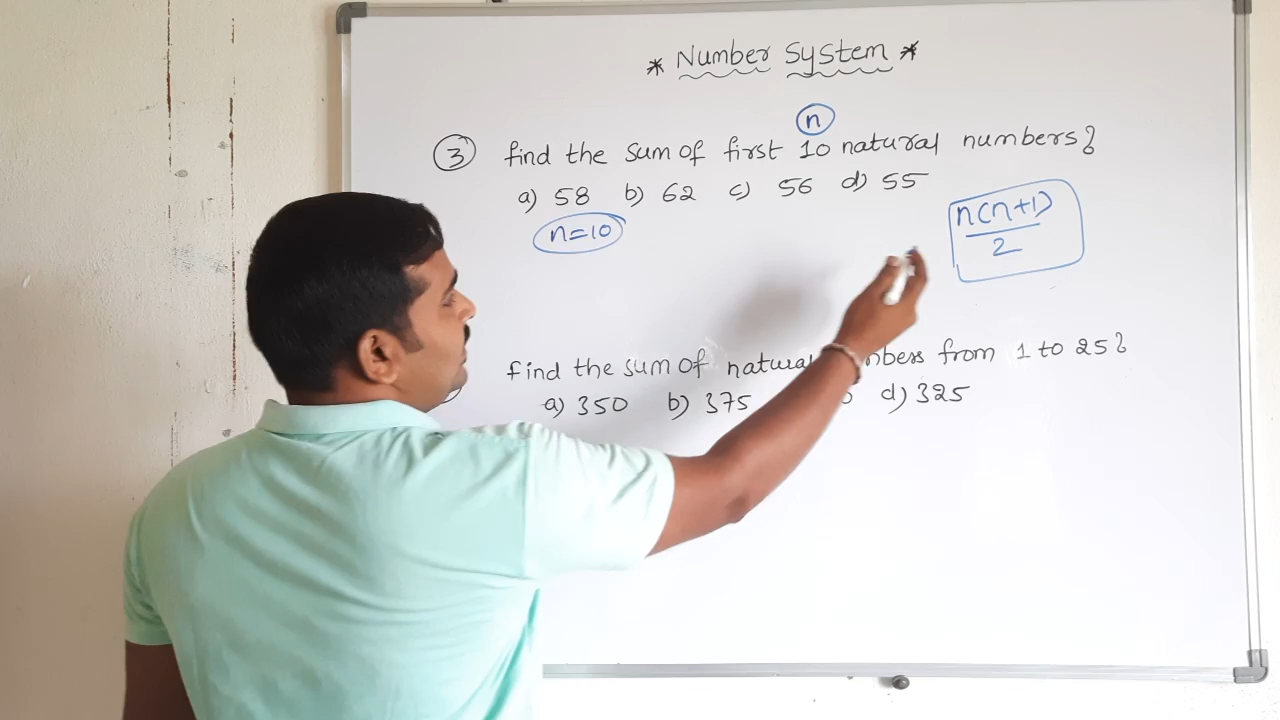 * Number System *
n
3 find the sum of first 10 natural numbers?
a) 58 b) 62 c) 56 d) 55
n=10
n(n+1)
2
find the sum of natural from 1 to 25?
a) 350 b) 375 d) 325